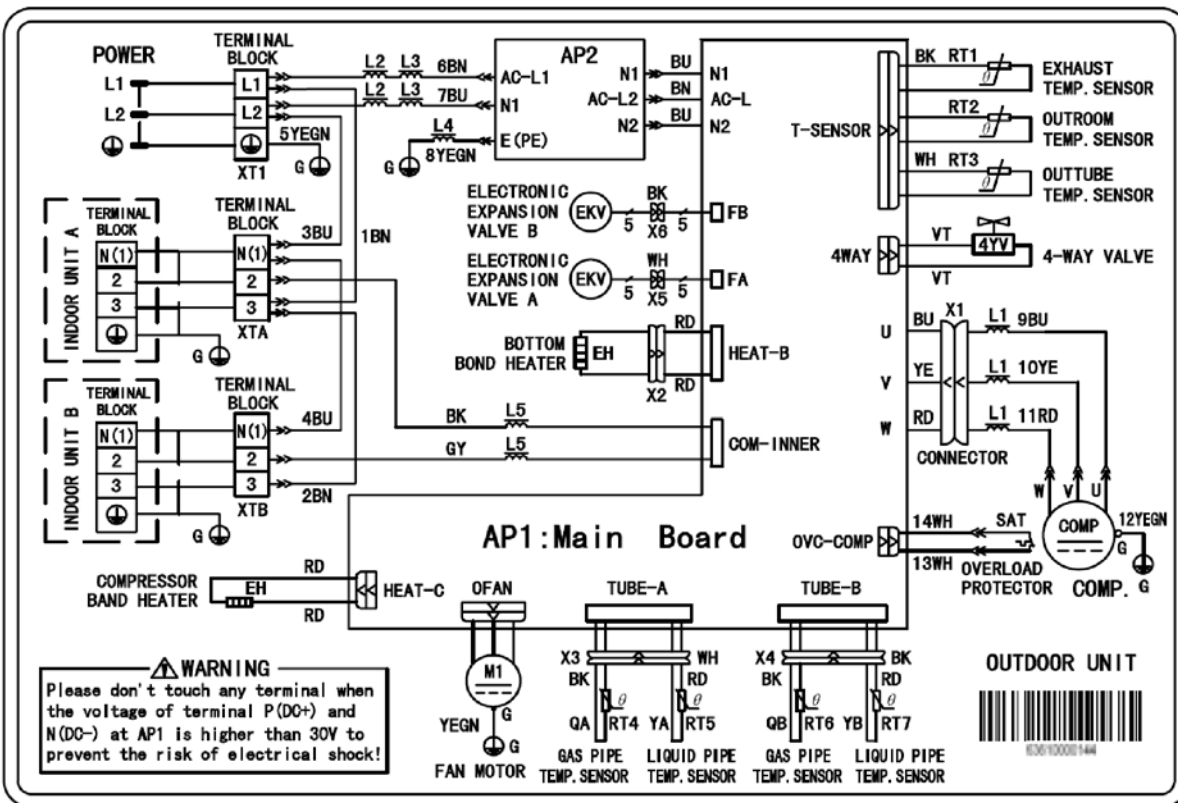 POWER
L1
L2
TERMINAL
BLOCK
L1
L2
XT1
5YEGN
G
L2 L3 6BN
L2 L3 7BU
L4
8YEGN
G
AP2
AC-L1
N1
E(PE)
N1
AC-L2
N2
BU
BN
BU
N1
AC-L
N2
T-SENSOR
BK RT1
θ
EXHAUST
TEMP. SENSOR
RT2
θ
OUTROOM
TEMP. SENSOR
WH RT3
θ
OUTTUBE
TEMP. SENSOR
INDOOR UNIT A
TERMINAL
BLOCK
N(1)
2
3
G
TERMINAL
BLOCK
N(1)
2
3
XTA
3BU
1BN
ELECTRONIC
EXPANSION
VALVE B
EKV
5
BK
X6
5
FB
ELECTRONIC
EXPANSION
VALVE A
EKV
5
WH
X5
5
FA
4WAY
VT
4YV
VT
4-WAY VALVE
BOTTOM
BOND HEATER
EH
X2
RD
RD
HEAT-B
U
V
W
BU
YE
RD
X1
CONNECTOR
L1 9BU
L1 10YE
L1 11RD
INDOOR UNIT B
TERMINAL
BLOCK
N(1)
2
3
G
TERMINAL
BLOCK
N(1)
2
3
XTB
4BU
2BN
BK L5
GY L5
COM-INNER
W V U
COMP
12YEGN
G
G
COMP.
AP1:Main Board
OVC-COMP
14WH
SAT
13WH
OVERLOAD
PROTECTOR
COMPRESSOR
BAND HEATER
RD
EH
RD
HEAT-C
OFAN
M1
YEGN
G
G
FAN MOTOR
TUBE-A
X3
WH
BK
RD
θ
θ
QA
RT4
YA
RT5
GAS PIPE
TEMP. SENSOR
LIQUID PIPE
TEMP. SENSOR
TUBE-B
X4
BK
BK
RD
θ
θ
QB
RT6
YB
RT7
GAS PIPE
TEMP. SENSOR
LIQUID PIPE
TEMP. SENSOR
WARNING
Please don't touch any terminal when
the voltage of terminal P(DC+) and
N(DC-) at AP1 is higher than 30V to
prevent the risk of electrical shock!
OUTDOOR UNIT